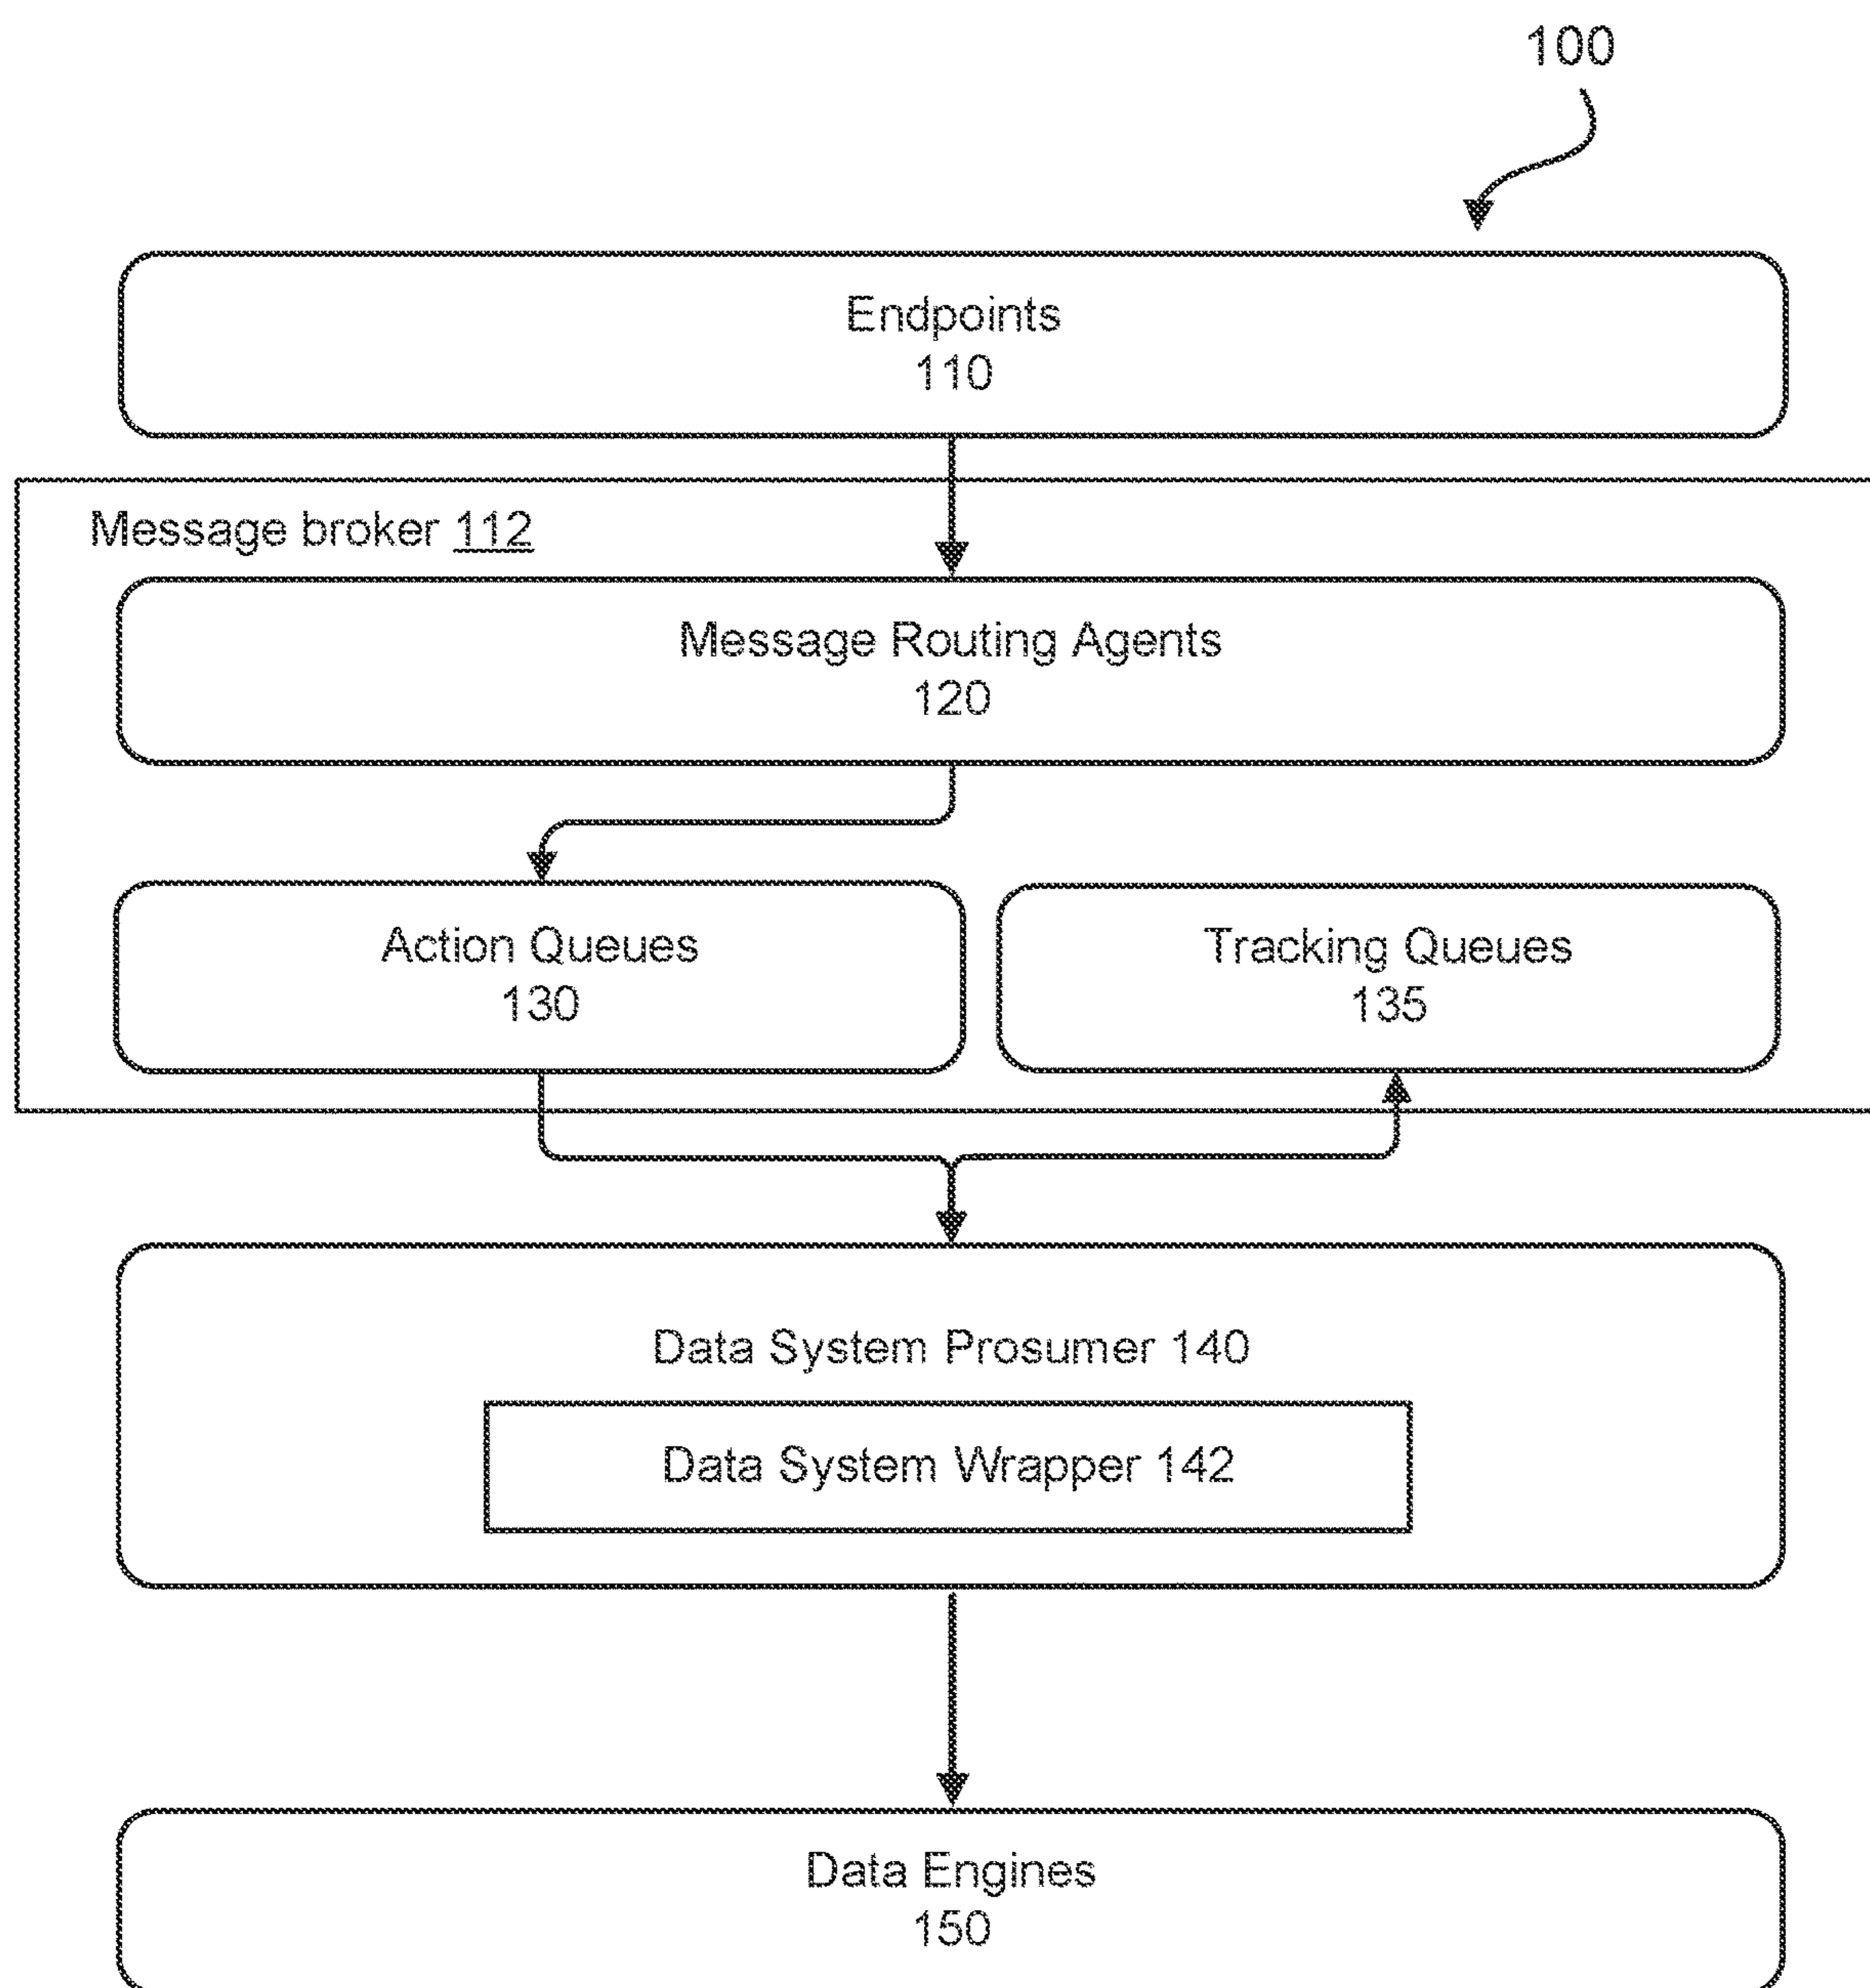 100
Endpoints
110
Message broker 112
Message Routing Agents
120
Action Queues
130
Tracking Queues
135
Data System Prosumer 140
Data System Wrapper 142
Data Engines
150